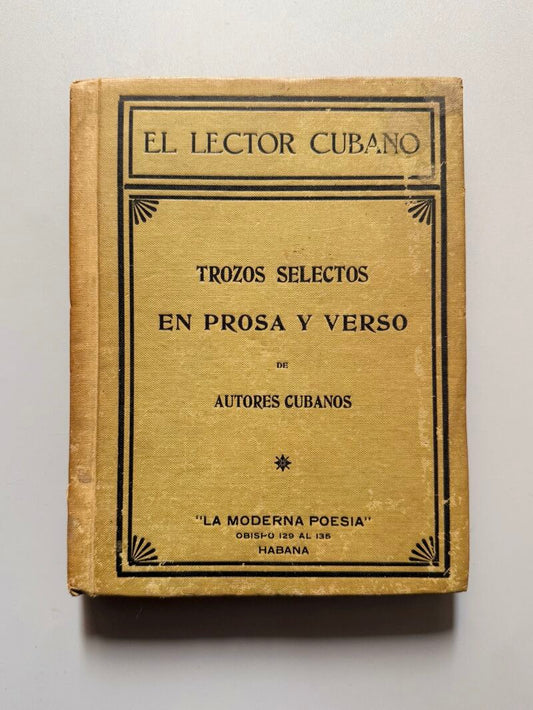 EL LECTOR CUBANO
TROZOS SELECTOS
EN PROSA Y VERSO
DE
AUTORES CUBANOS
"LA MODERNA POESIA"
OBISPO 129 AL 135
HABANA